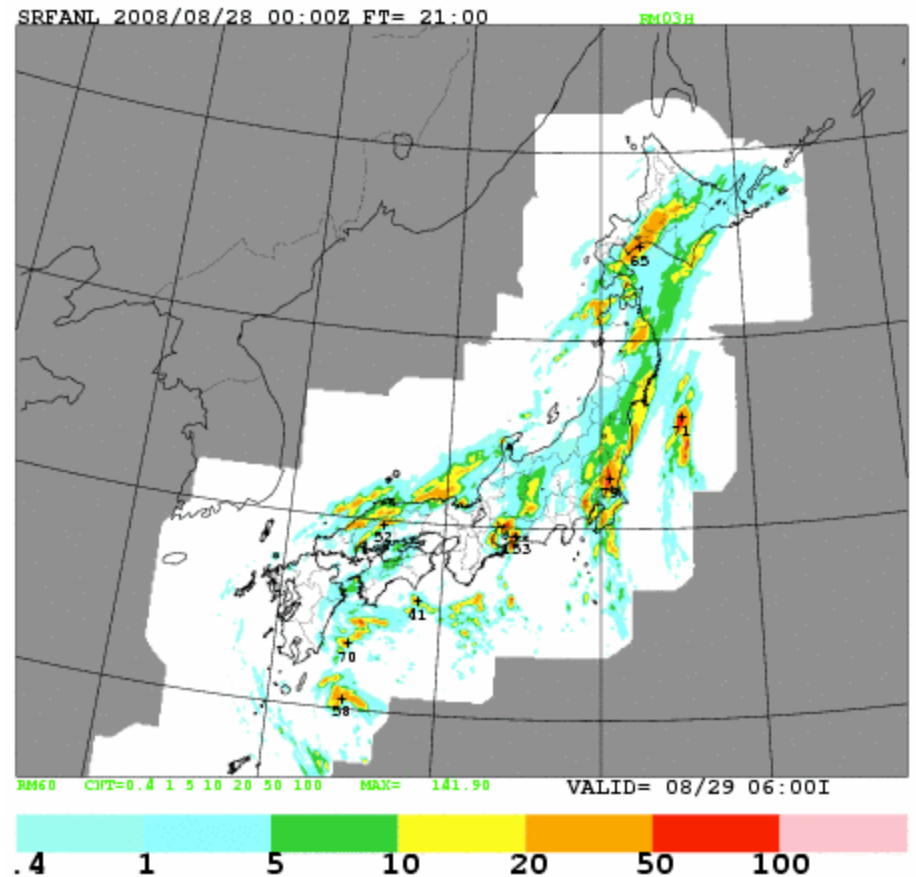 SRFANL 2008/08/28 00:00Z FT= 21:00
RM03H
65
71
79
52
153
41
70
58
RM60 CNT=0.4 1 5 10 20 50 100 MAX= 141.90
VALID= 08/29 06:00I
.4 1 5 10 20 50 100